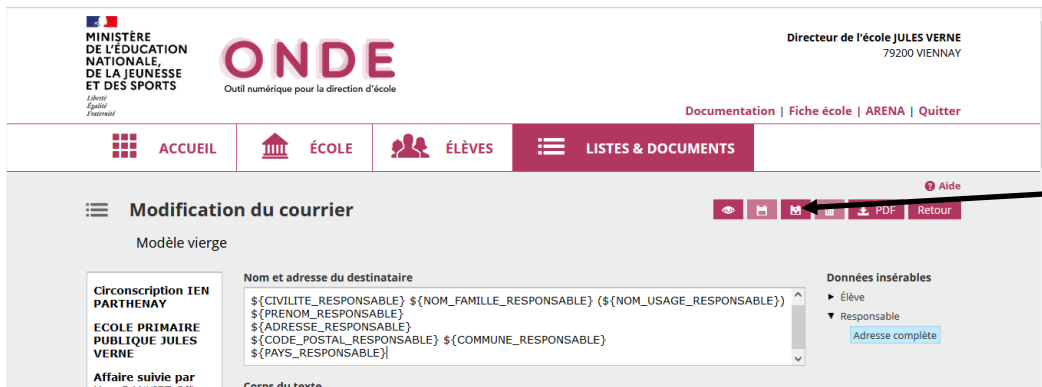 MINISTÈRE
DE L'ÉDUCATION
NATIONALE,
DE LA JEUNESSE
ET DES SPORTS
Liberté
Égalité
Fraternité
ONDE
Outil numérique pour la direction d'école
Directeur de l'école JULES VERNE
79200 VIENNAY
Documentation | Fiche école | ARENA | Quitter
ACCUEIL ÉCOLE ÉLÈVES LISTES & DOCUMENTS
Aide
Modification du courrier
PDF Retour
Modèle vierge
Circonscription IEN
PARTHENAY
ECOLE PRIMAIRE
PUBLIQUE JULES
VERNE
Affaire suivie par
Nom et adresse du destinataire
${CIVILITE_RESPONSABLE} ${NOM_FAMILLE_RESPONSABLE} (${NOM_USAGE_RESPONSABLE})
${PRENOM_RESPONSABLE}
${ADRESSE_RESPONSABLE}
${CODE_POSTAL_RESPONSABLE} ${COMMUNE_RESPONSABLE}
${PAYS_RESPONSABLE}
Corps du texte
Données insérables
Élève
Responsable
Adresse complète